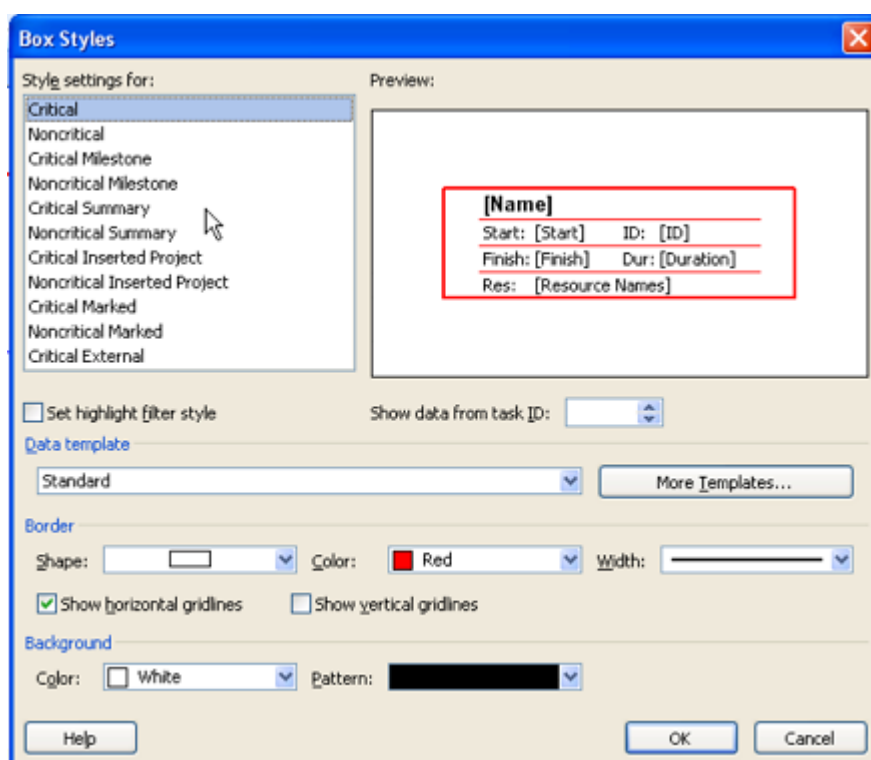 Box Styles
Style settings for:
Preview:
Critical
Noncritical
Critical Milestone
Noncritical Milestone
Critical Summary
Noncritical Summary
Critical Inserted Project
Noncritical Inserted Project
Critical Marked
Noncritical Marked
Critical External
[Name]
Start: [Start] ID: [ID]
Finish: [Finish] Dur: [Duration]
Res: [Resource Names]
Set highlight filter style
Show data from task ID:
Data template
Standard
More Templates...
Border
Shape: Color: Red Width:
Show horizontal gridlines Show vertical gridlines
Background
Color: White Pattern:
Help OK Cancel